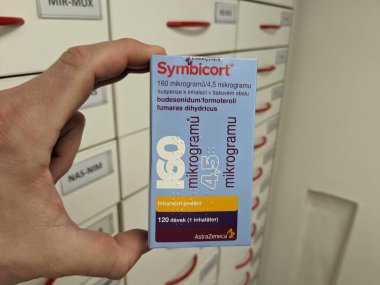 MIR-MOX
NAS-NIM
Symbicort®
160 mikrogramů/4,5 mikrogramu
suspenze k inhalaci v tlakovém obalu
budesonidum/formoteroli
fumaras dihydricus
160
mikrogramů
4,5
mikrogramu
Inhalační podání
120 dávek (1 inhalátor)
AstraZeneca